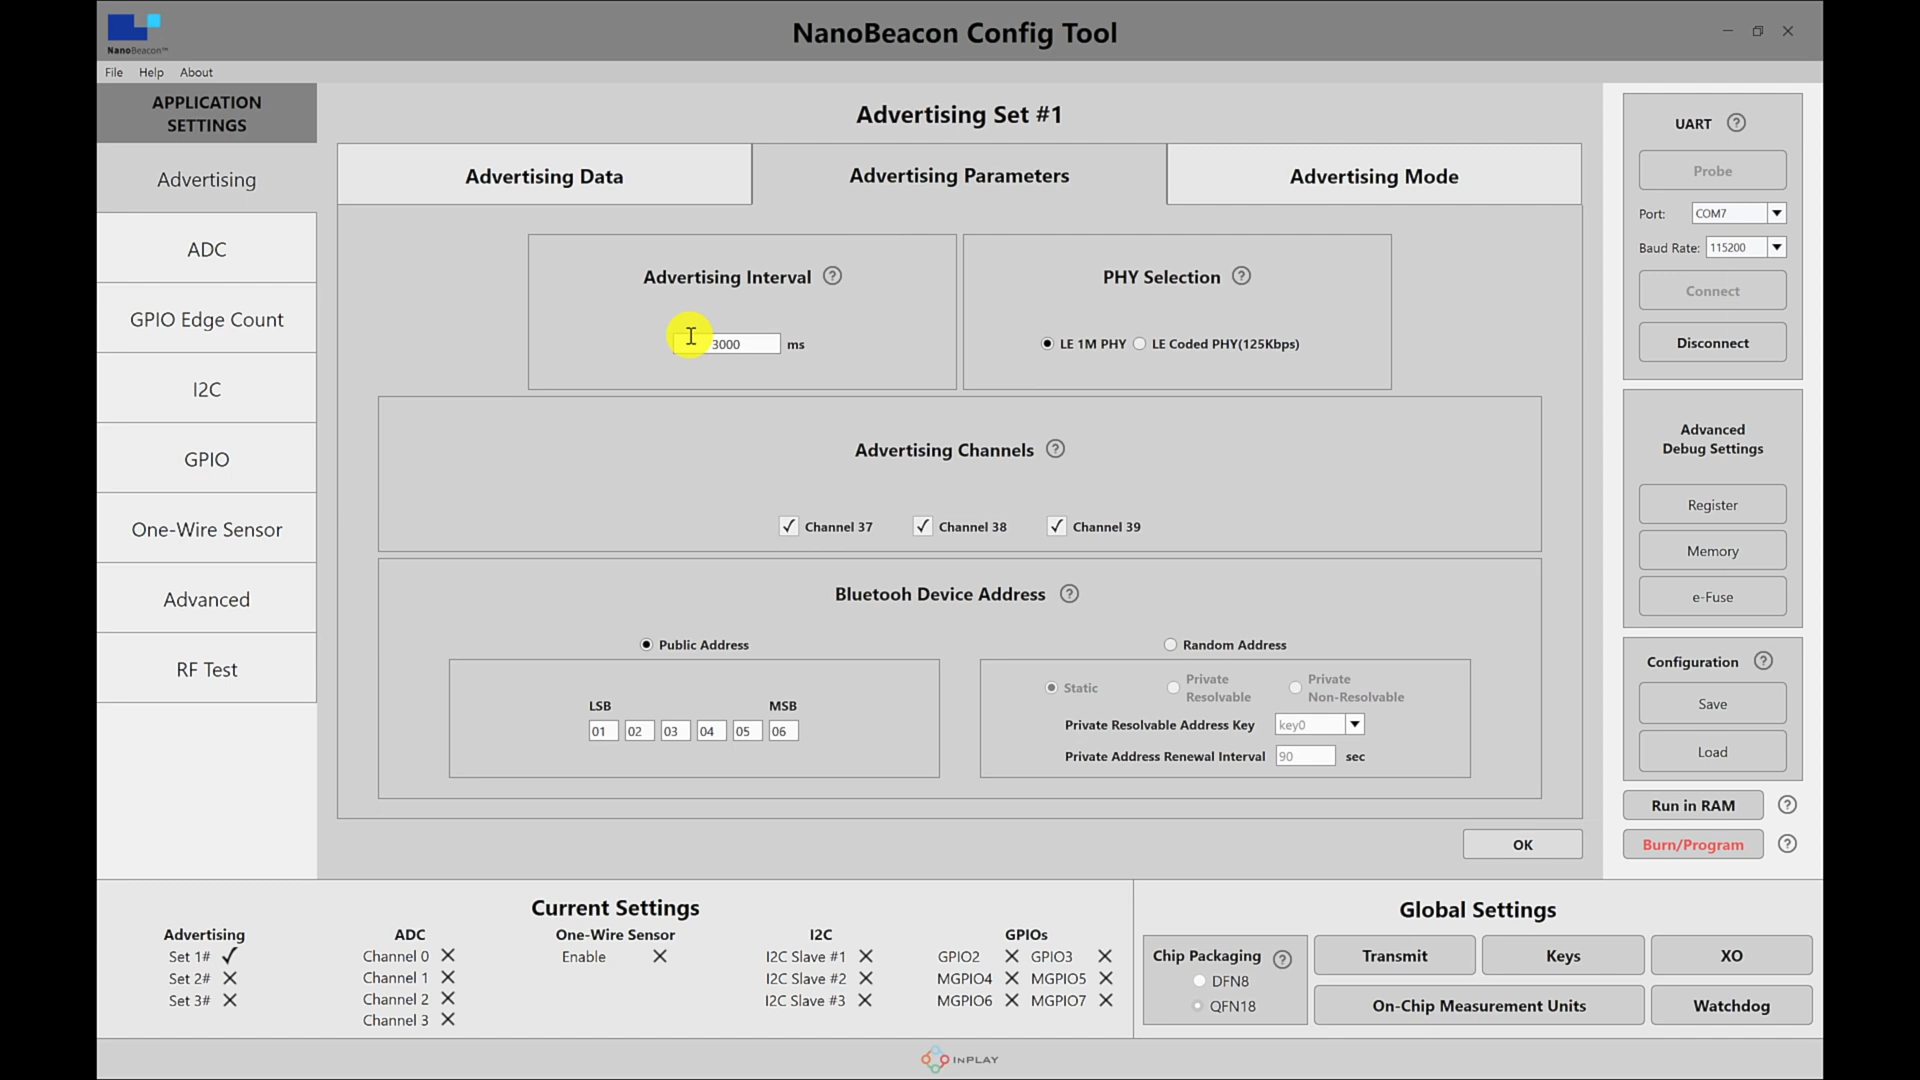 NanoBeacon Config Tool
NanoBeacon™
File Help About
APPLICATION
SETTINGS
Advertising
ADC
GPIO Edge Count
I2C
GPIO
One-Wire Sensor
Advanced
RF Test
Advertising Set #1
Advertising Data
Advertising Parameters
Advertising Mode
Advertising Interval ?
3000 ms
PHY Selection ?
LE 1M PHY LE Coded PHY(125Kbps)
Advertising Channels ?
Channel 37 Channel 38 Channel 39
Bluetooh Device Address ?
Public Address
LSB MSB
01 02 03 04 05 06
Random Address
Static
Private
Resolvable
Private
Non-Resolvable
Private Resolvable Address Key key0
Private Address Renewal Interval 90 sec
OK
UART ?
Probe
Port: COM7
Baud Rate: 115200
Connect
Disconnect
Advanced
Debug Settings
Register
Memory
e-Fuse
Configuration ?
Save
Load
Run in RAM ?
Burn/Program ?
Current Settings
Advertising
Set 1#
Set 2#
Set 3#
ADC
Channel 0
Channel 1
Channel 2
Channel 3
One-Wire Sensor
Enable
I2C
I2C Slave #1
I2C Slave #2
I2C Slave #3
GPIOs
GPIO2 GPIO3
MGPIO4 MGPIO5
MGPIO6 MGPIO7
Global Settings
Chip Packaging ?
DFN8
QFN18
Transmit
Keys
XO
On-Chip Measurement Units
Watchdog
INPLAY